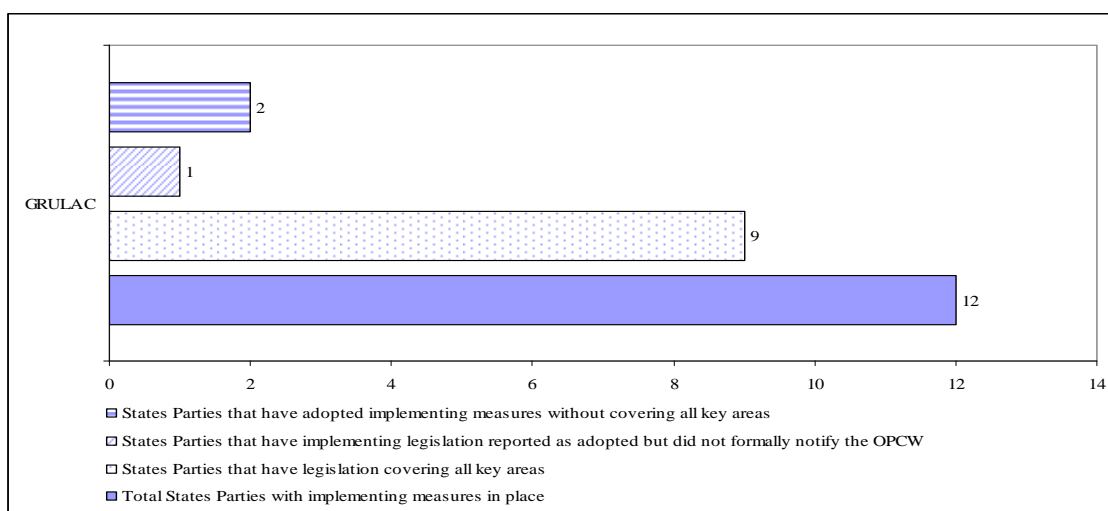 2
1
GRULAC
9
12
0 2 4 6 8 10 12 14
States Parties that have adopted implementing measures without covering all key areas
States Parties that have implementing legislation reported as adopted but did not formally notify the OPCW
States Parties that have legislation covering all key areas
Total States Parties with implementing measures in place